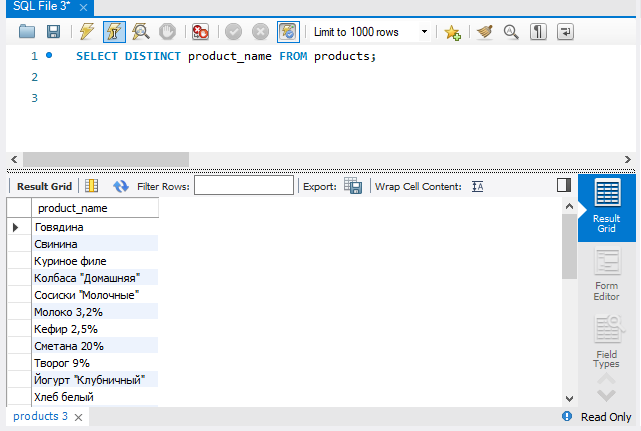 SQL File 3*
Limit to 1000 rows
1
SELECT DISTINCT product_name FROM products;
2
3
Result Grid
Filter Rows:
Export:
Wrap Cell Content:
product_name
Говядина
Свинина
Куриное филе
Колбаса "Домашняя"
Сосиски "Молочные"
Молоко 3,2%
Кефир 2,5%
Сметана 20%
Творог 9%
Йогурт "Клубничный"
Хлеб белый
Result
Grid
Form
Editor
Field
Types
products 3
Read Only